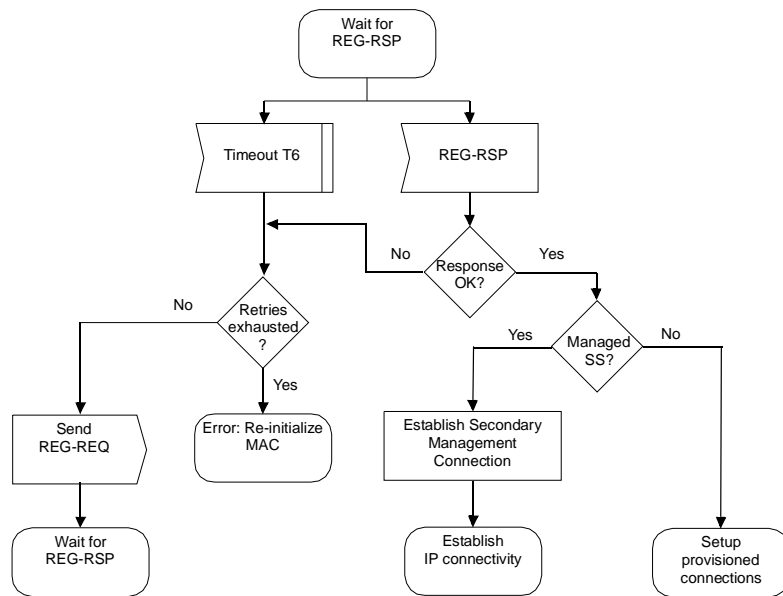 Wait for
REG-RSP
Timeout T6
REG-RSP
No
Response
OK?
Yes
No
Retries
exhausted
?
Yes
Managed
SS?
No
Yes
Send
REG-REQ
Error: Re-initialize
MAC
Establish Secondary
Management
Connection
Wait for
REG-RSP
Establish
IP connectivity
Setup
provisioned
connections